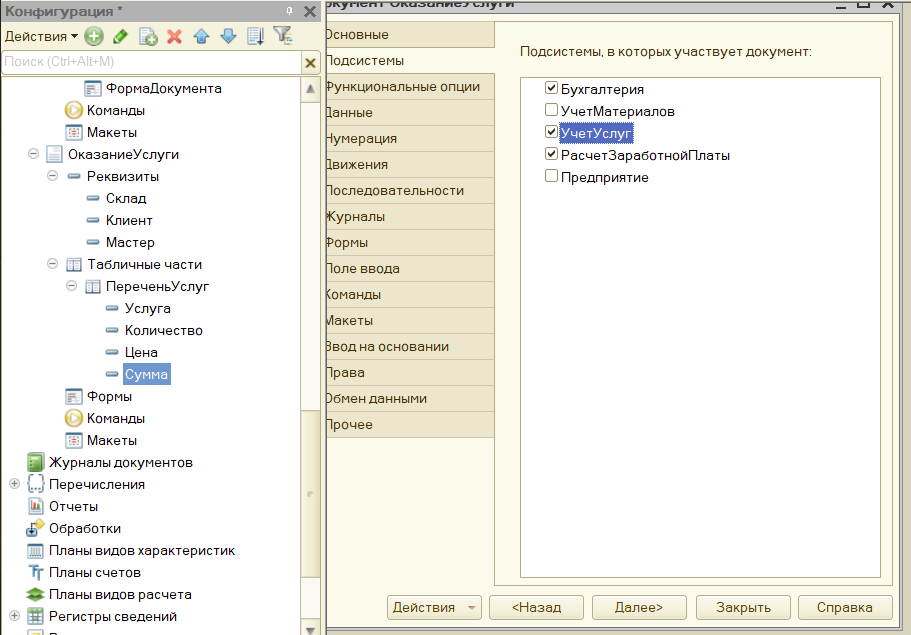 Конфигурация *
Действия
Поиск (Ctrl+Alt+M)
ФормаДокумента
Команды
Макеты
ОказаниеУслуги
Реквизиты
Склад
Клиент
Мастер
Табличные части
ПереченьУслуг
Услуга
Количество
Цена
Сумма
Формы
Команды
Макеты
Журналы документов
Перечисления
Отчеты
Обработки
Планы видов характеристик
Планы счетов
Планы видов расчета
Регистры сведений
окумент ОказаниеУслуги
Основные
Подсистемы
Функциональные опции
Данные
Нумерация
Движения
Последовательности
Журналы
Формы
Поле ввода
Команды
Макеты
Ввод на основании
Права
Обмен данными
Прочее
Подсистемы, в которых участвует документ:
Бухгалтерия
УчетМатериалов
УчетУслуг
РасчетЗаработнойПлаты
Предприятие
Действия
<Назад
Далее>
Закрыть
Справка